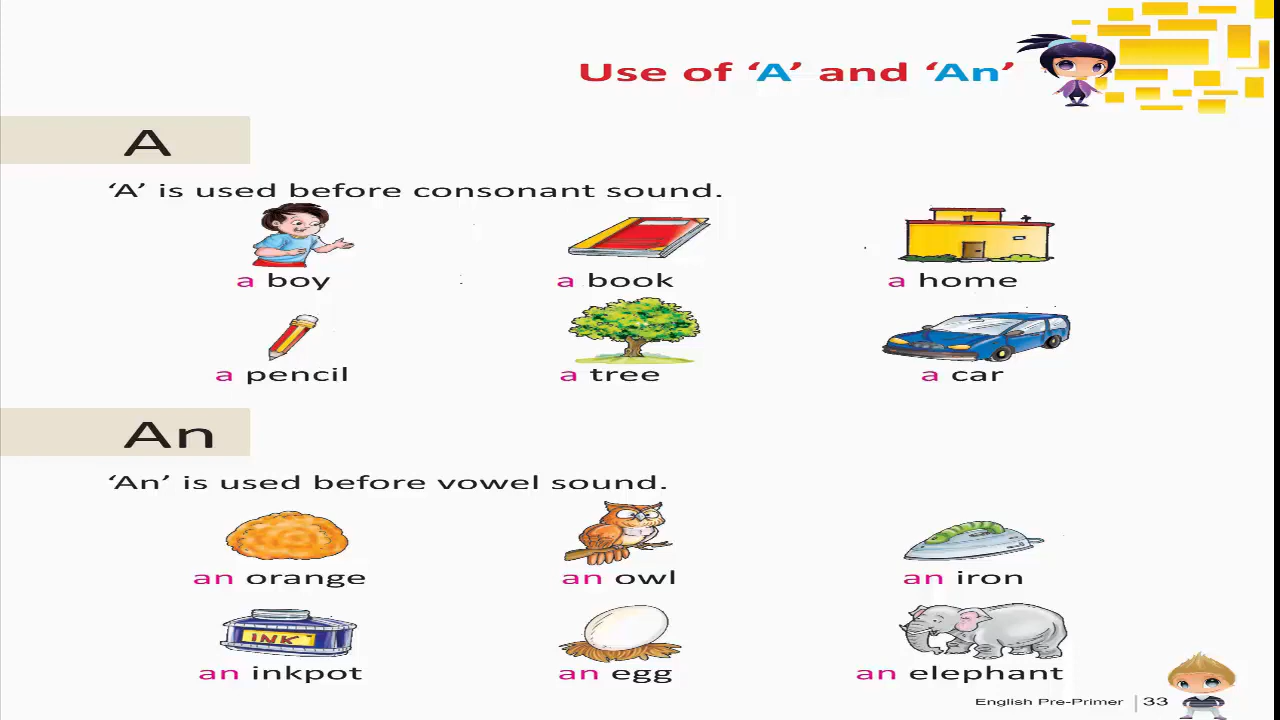 Use of ‘A’ and ‘An’
A
‘A’ is used before consonant sound.
a boy a book a home
a pencil a tree a car
An
‘An’ is used before vowel sound.
an orange an owl an iron
INK
an inkpot an egg an elephant
English Pre-Primer 33